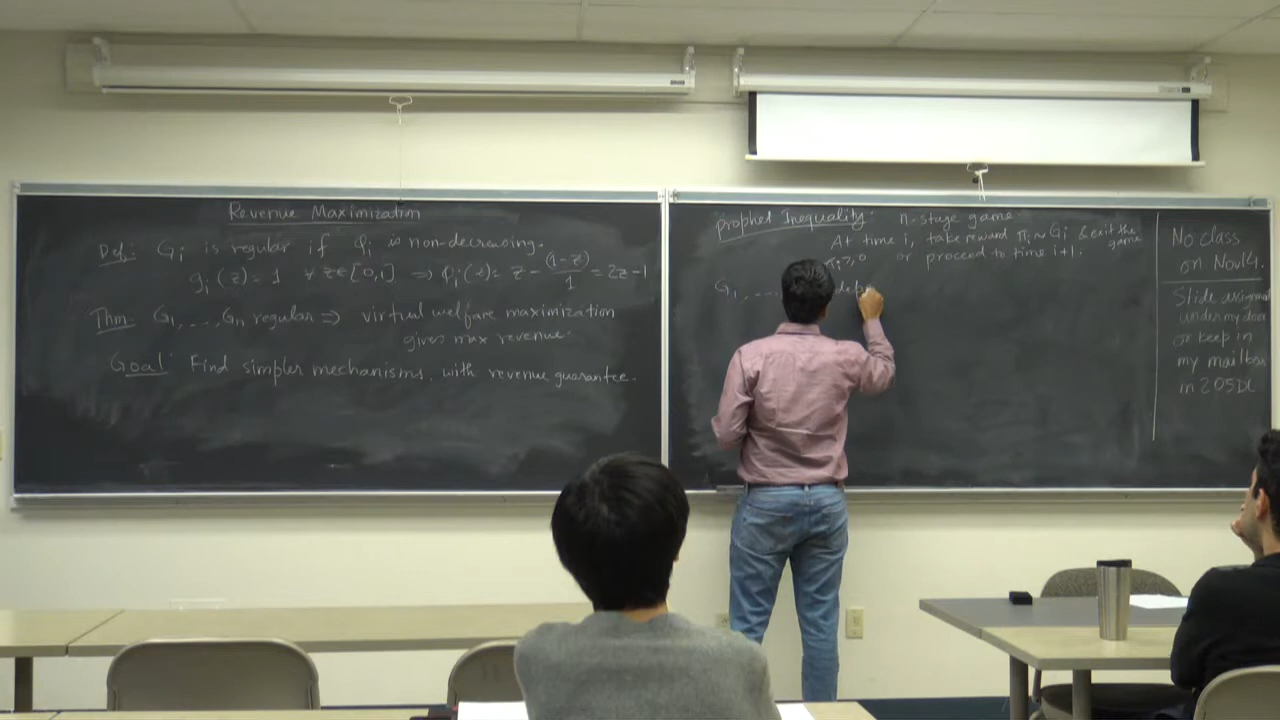 Revenue Maximization
Def: Gi is regular if φi is non-decreasing.
gi(z) = 1 ∀ z∈[0,1] ⇒ φi(z) = z - (1-z)/1 = 2z-1
Thm: G1, ..., Gn regular ⇒ virtual welfare maximization
gives max revenue.
Goal: Find simpler mechanisms, with revenue guarantee.
Prophet Inequality: n-stage game
At time i, take reward πi ~ Gi & exit the
game
πi ≥ 0 or proceed to time i+1.
G1, ...,
No class
on Nov 14.
Slide assignment
under my door
or keep in
my mailbox
in 205DL